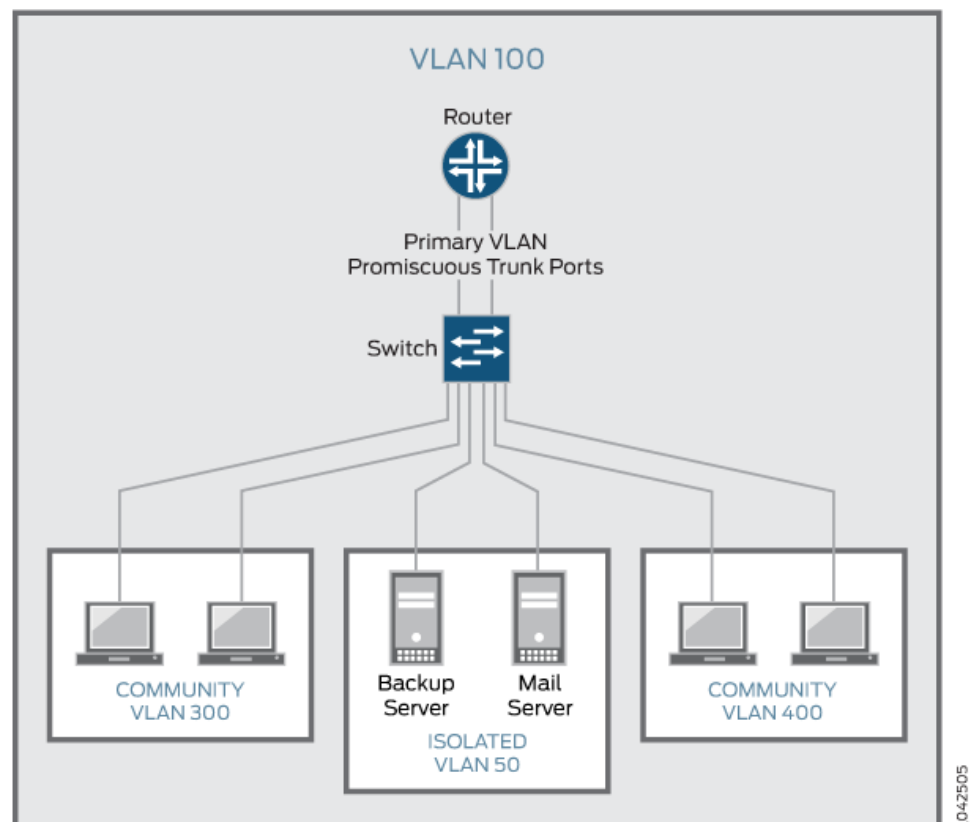 VLAN 100
Router
Primary VLAN
Promiscuous Trunk Ports
Switch
COMMUNITY
VLAN 300
Backup
Server
Mail
Server
ISOLATED
VLAN 50
COMMUNITY
VLAN 400
042505